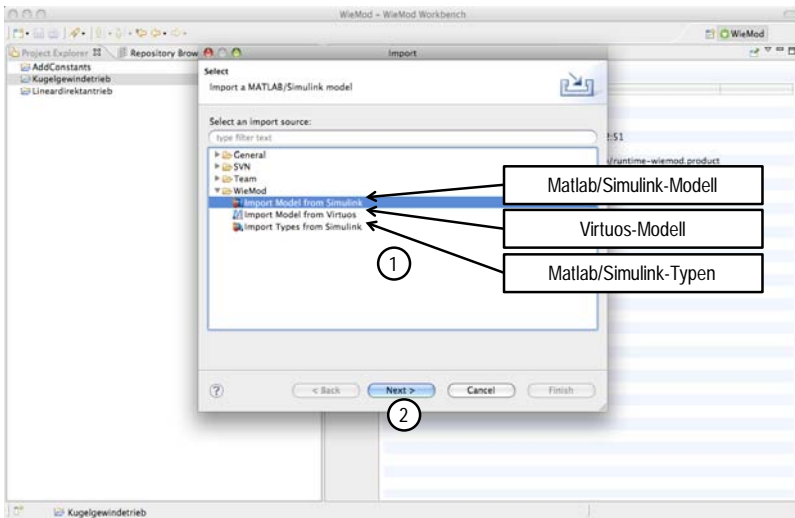 WieMod - WieMod Workbench
WieMod
Project Explorer
Repository Brow
AddConstants
Kugelgewindetrieb
Lineardirektantrieb
Import
Select
Import a MATLAB/Simulink model
Select an import source:
type filter text
General
SVN
Team
WieMod
Import Model from Simulink
Import Model from Virtuos
Import Types from Simulink
2:51
/runtime-wiemod.product
Matlab/Simulink-Modell
Virtuos-Modell
Matlab/Simulink-Typen
1
?
< Back
Next >
Cancel
Finish
2
Kugelgewindetrieb